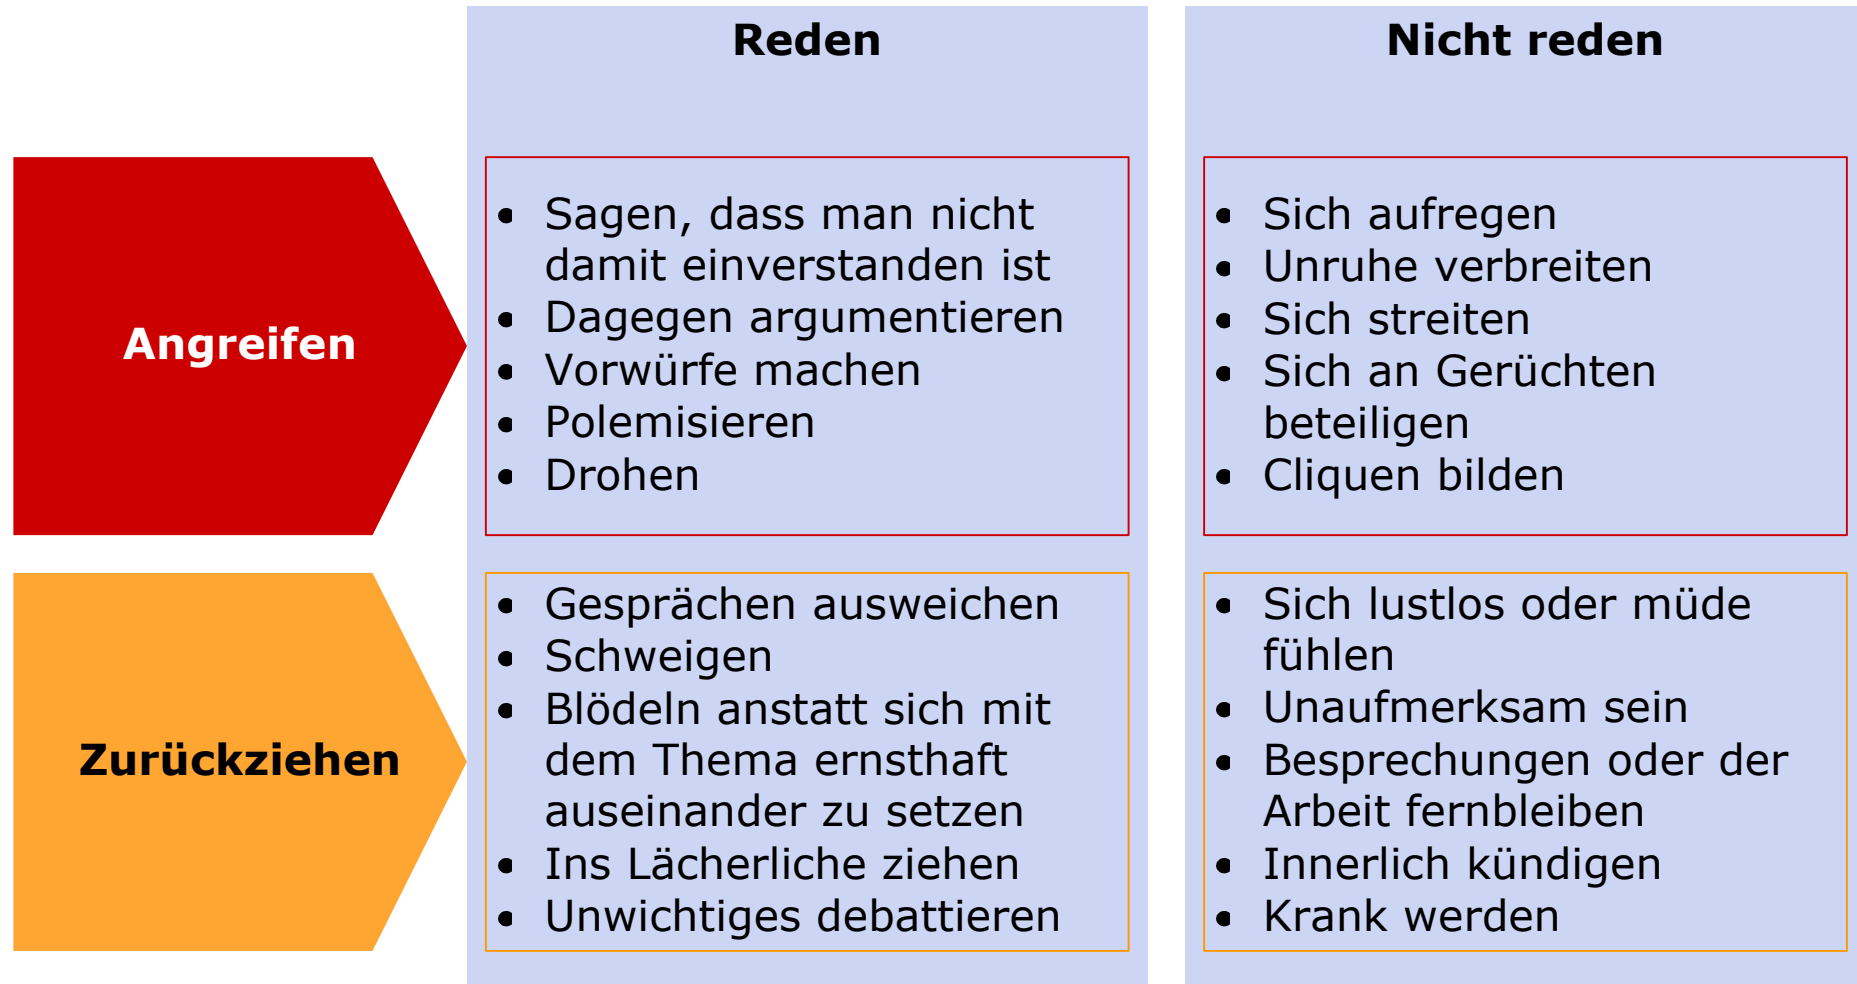 Reden
Nicht reden
Angreifen
• Sagen, dass man nicht
damit einverstanden ist
• Dagegen argumentieren
• Vorwürfe machen
• Polemisieren
• Drohen
• Sich aufregen
• Unruhe verbreiten
• Sich streiten
• Sich an Gerüchten
beteiligen
• Cliquen bilden
Zurückziehen
• Gesprächen ausweichen
• Schweigen
• Blödeln anstatt sich mit
dem Thema ernsthaft
auseinander zu setzen
• Ins Lächerliche ziehen
• Unwichtiges debattieren
• Sich lustlos oder müde
fühlen
• Unaufmerksam sein
• Besprechungen oder der
Arbeit fernbleiben
• Innerlich kündigen
• Krank werden